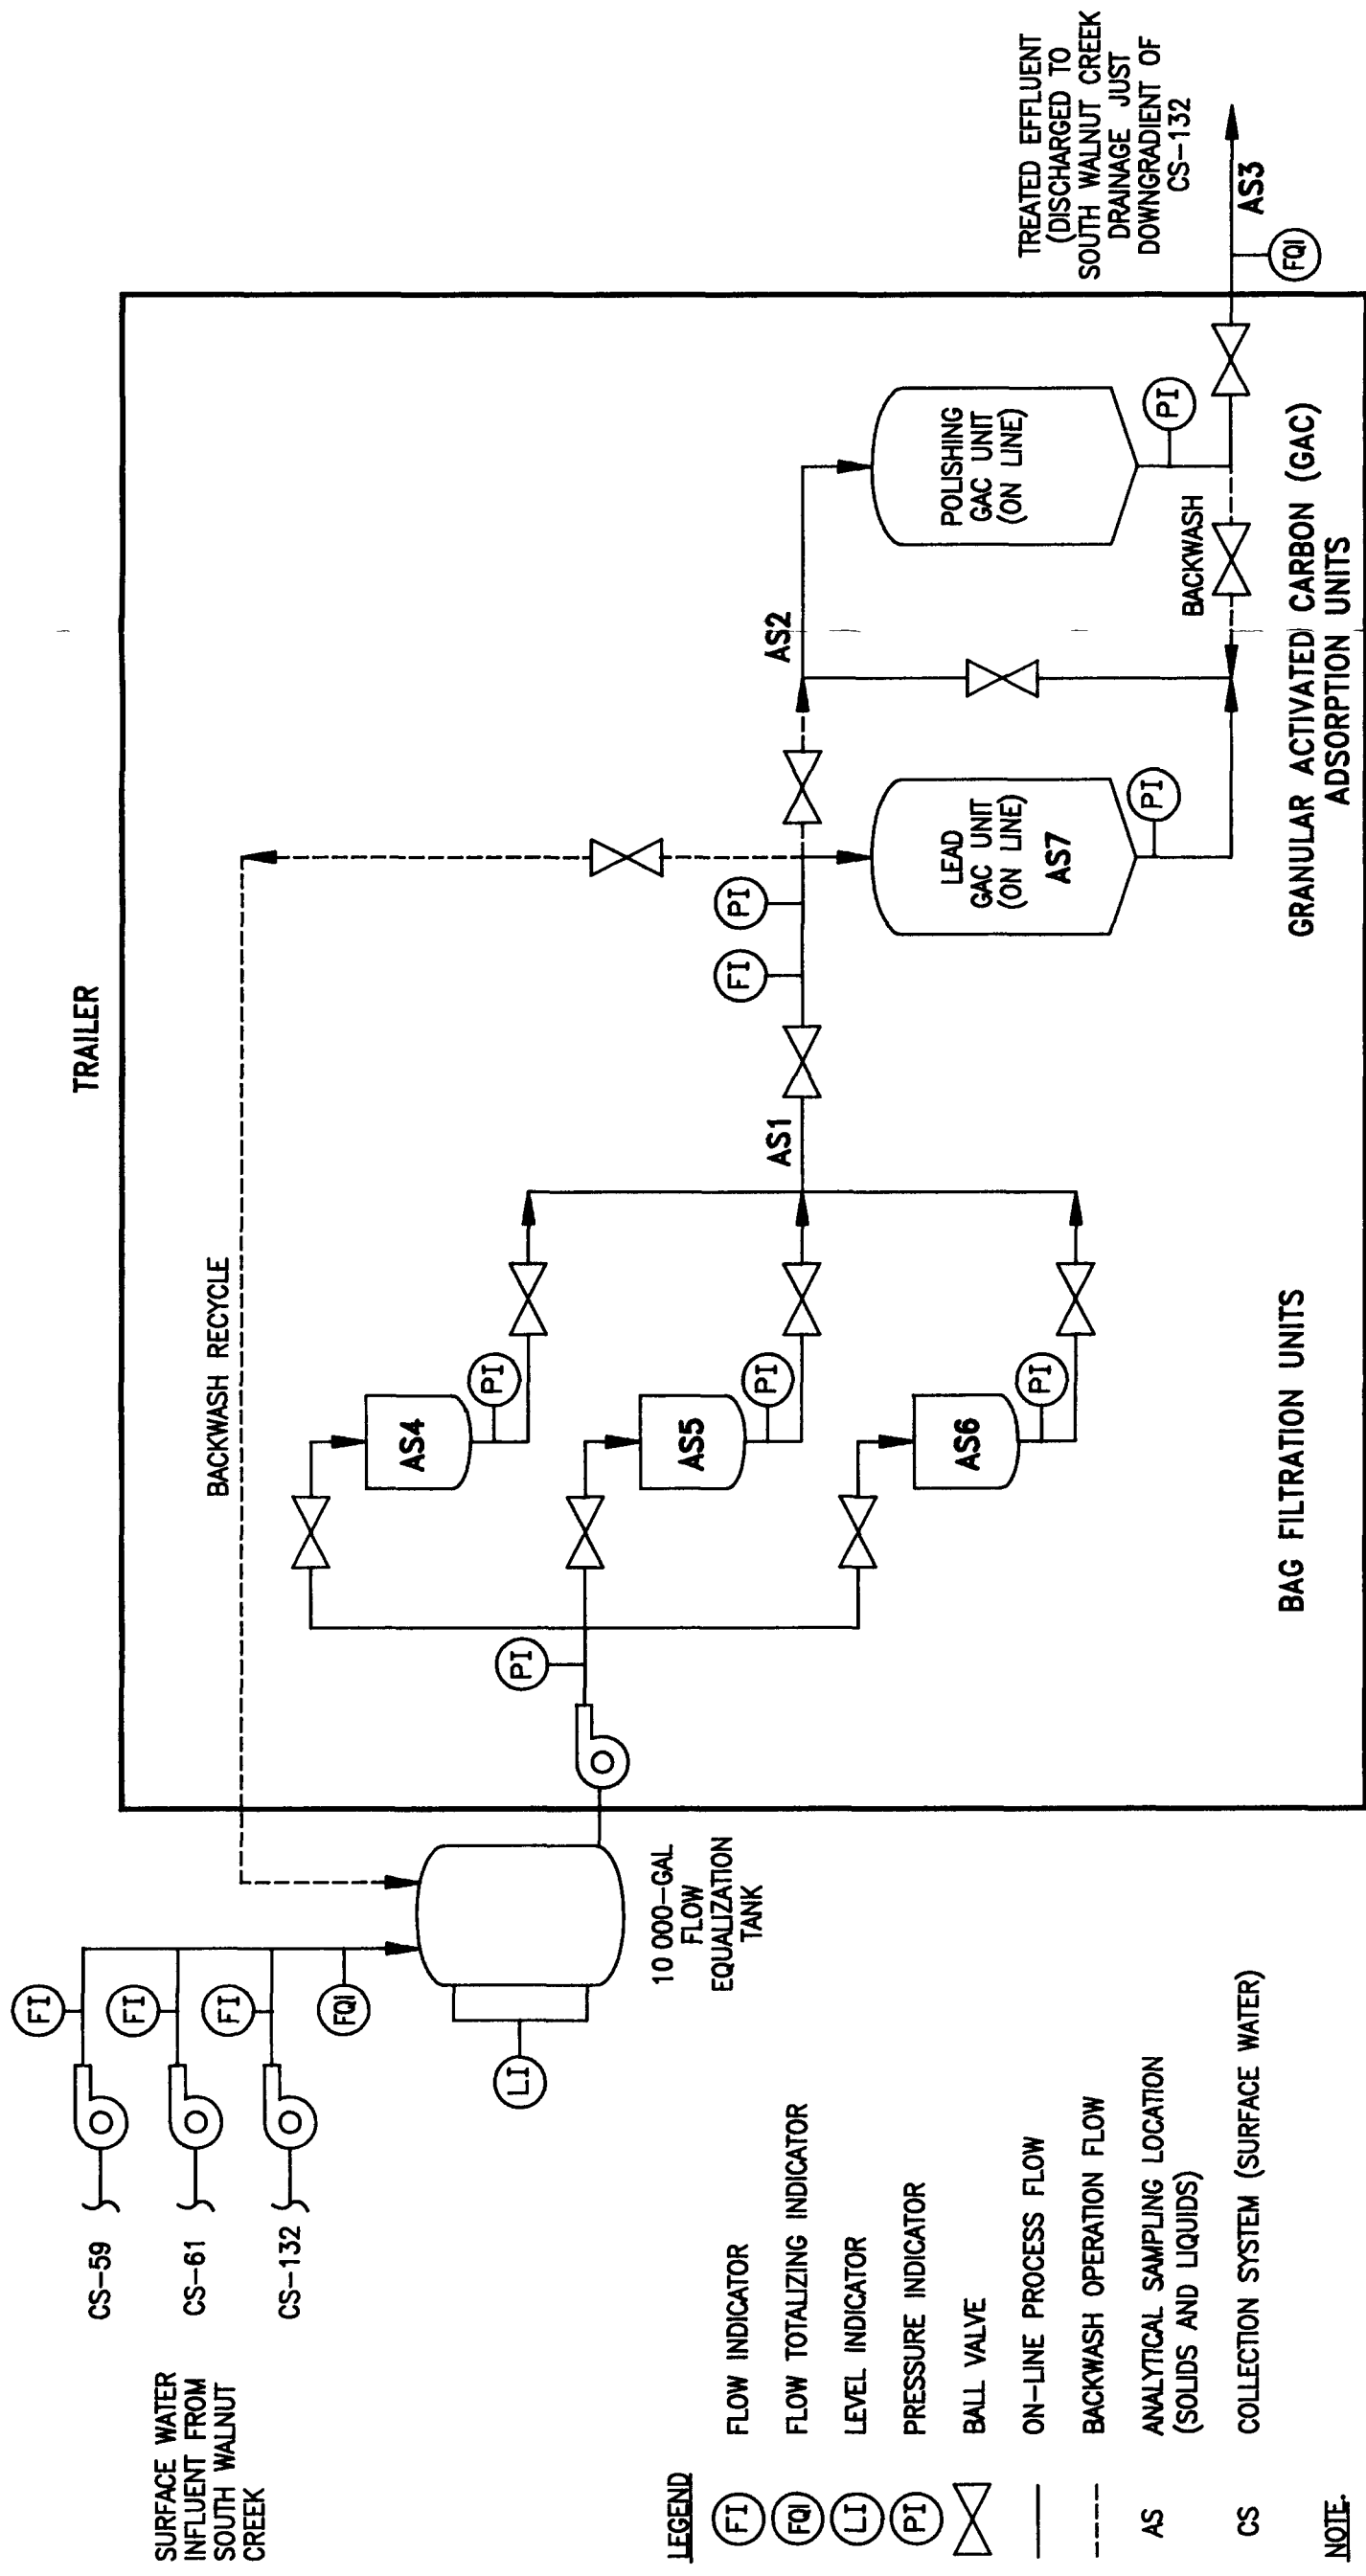 TRAILER
SURFACE WATER
INFLUENT FROM
SOUTH WALNUT
CREEK
CS-59
CS-61
CS-132
FI
FI
FI
FQI
LI
10 000-GAL
FLOW
EQUALIZATION
TANK
BACKWASH RECYCLE
PI
AS4
PI
AS5
PI
AS6
PI
BAG FILTRATION UNITS
AS1
FI
PI
LEAD
GAC UNIT
(ON LINE)
AS7
PI
AS2
POLISHING
GAC UNIT
(ON LINE)
PI
BACKWASH
GRANULAR ACTIVATED CARBON (GAC)
ADSORPTION UNITS
TREATED EFFLUENT
(DISCHARGED TO
SOUTH WALNUT CREEK
DRAINAGE JUST
DOWNGRADIENT OF
CS-132
AS3
FQI
LEGEND
FI FLOW INDICATOR
FQI FLOW TOTALIZING INDICATOR
LI LEVEL INDICATOR
PI PRESSURE INDICATOR
BALL VALVE
ON-LINE PROCESS FLOW
BACKWASH OPERATION FLOW
AS ANALYTICAL SAMPLING LOCATION
(SOLIDS AND LIQUIDS)
CS COLLECTION SYSTEM (SURFACE WATER)
NOTE: